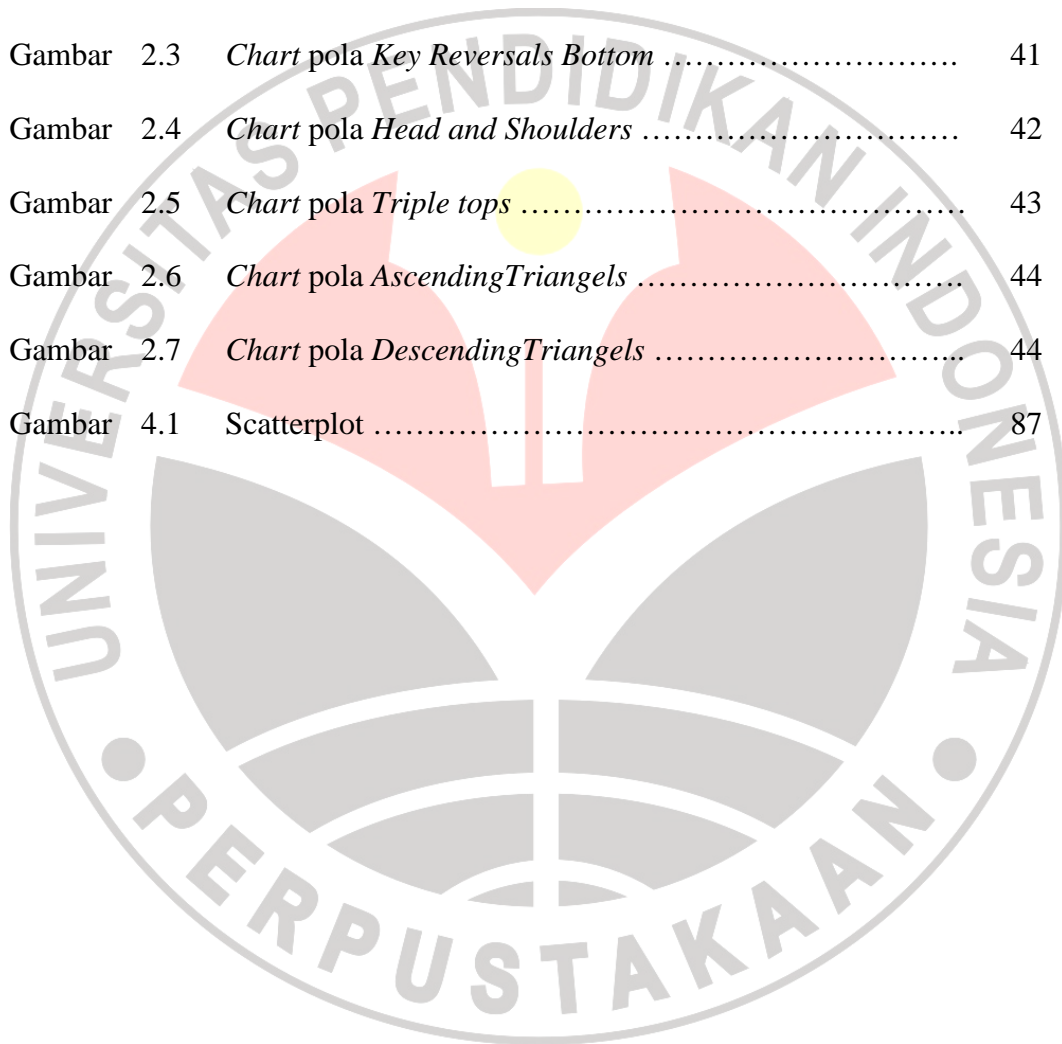 Gambar 2.3 Chart pola Key Reversals Bottom ………………………. 41
Gambar 2.4 Chart pola Head and Shoulders ………………………… 42
Gambar 2.5 Chart pola Triple tops …………………………………… 43
Gambar 2.6 Chart pola AscendingTriangels …………………………. 44
Gambar 2.7 Chart pola DescendingTriangels ………………………... 44
Gambar 4.1 Scatterplot ……………………………………………….. 87
UNIVERSITAS PENDIDIKAN INDONESIA
PERPUSTAKAAN